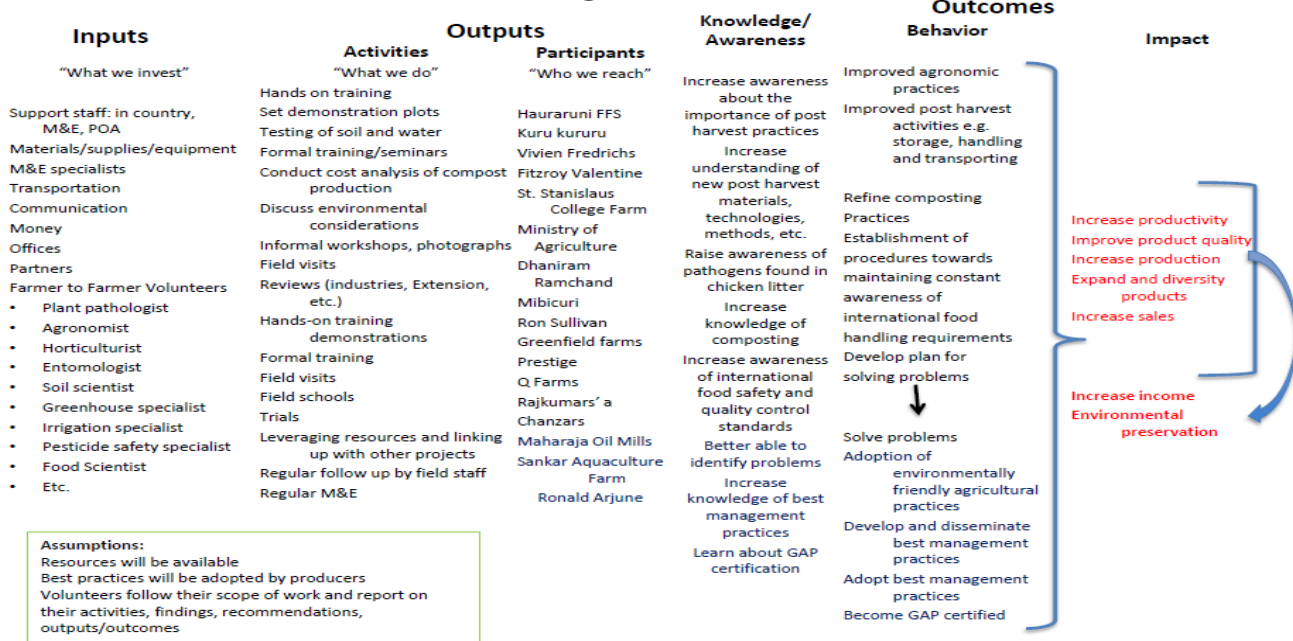 Outcomes
Inputs
Outputs
Knowledge/
Awareness
Behavior
Impact
Activities
Participants
“What we invest”
“What we do”
“Who we reach”
Support staff: in country,
M&E, POA
Materials/supplies/equipment
M&E specialists
Transportation
Communication
Money
Offices
Partners
Farmer to Farmer Volunteers
• Plant pathologist
• Agronomist
• Horticulturist
• Entomologist
• Soil scientist
• Greenhouse specialist
• Irrigation specialist
• Pesticide safety specialist
• Food Scientist
• Etc.
Hands on training
Set demonstration plots
Testing of soil and water
Formal training/seminars
Conduct cost analysis of compost
production
Discuss environmental
considerations
Informal workshops, photographs
Field visits
Reviews (industries, Extension,
etc.)
Hands-on training
demonstrations
Formal training
Field visits
Field schools
Trials
Leveraging resources and linking
up with other projects
Regular follow up by field staff
Regular M&E
Hauraruni FFS
Kuru kururu
Vivien Fredrichs
Fitzroy Valentine
St. Stanislaus
College Farm
Ministry of
Agriculture
Dhaniram
Ramchand
Mibicuri
Ron Sullivan
Greenfield farms
Prestige
Q Farms
Rajkumars´ a
Chanzars
Maharaja Oil Mills
Sankar Aquaculture
Farm
Ronald Arjune
Increase awareness
about the
importance of post
harvest practices
Increase
understanding of
new post harvest
materials,
technologies,
methods, etc.
Raise awareness of
pathogens found in
chicken litter
Increase
knowledge of
composting
Increase awareness
of international
food safety and
quality control
standards
Better able to
identify problems
Increase
knowledge of best
management
practices
Learn about GAP
certification
Improved agronomic
practices
Improved post harvest
activities e.g.
storage, handling
and transporting
Refine composting
Practices
Establishment of
procedures towards
maintaining constant
awareness of
international food
handling requirements
Develop plan for
solving problems
Solve problems
Adoption of
environmentally
friendly agricultural
practices
Develop and disseminate
best management
practices
Adopt best management
practices
Become GAP certified
Increase productivity
Improve product quality
Increase production
Expand and diversity
products
Increase sales
Increase income
Environmental
preservation
Assumptions:
Resources will be available
Best practices will be adopted by producers
Volunteers follow their scope of work and report on
their activities, findings, recommendations,
outputs/outcomes